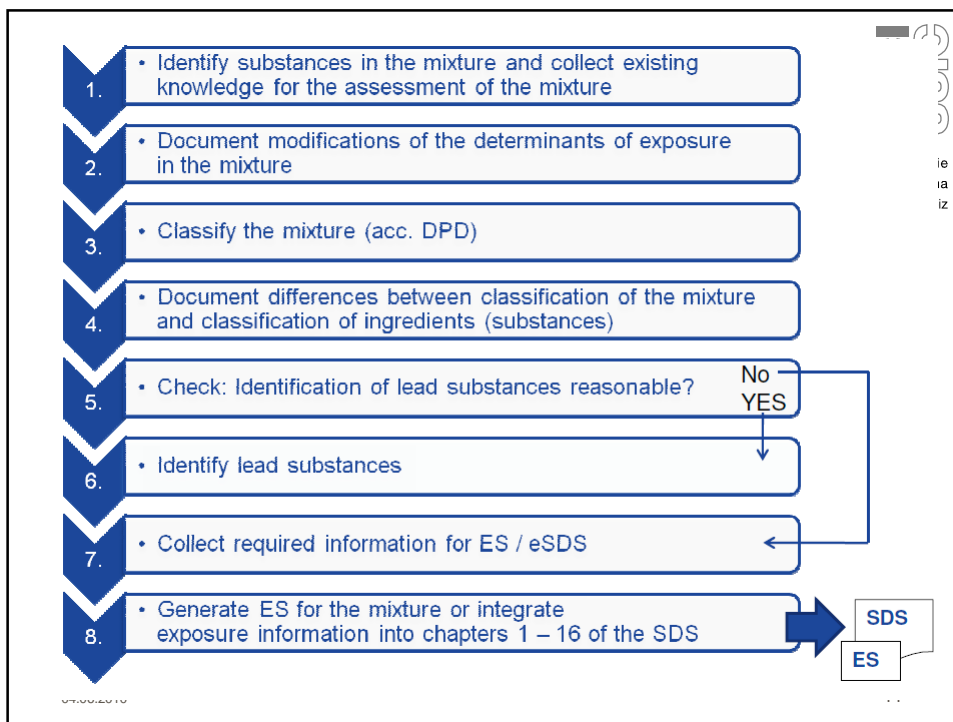 1.
• Identify substances in the mixture and collect existing
knowledge for the assessment of the mixture
2.
• Document modifications of the determinants of exposure
in the mixture
3.
• Classify the mixture (acc. DPD)
4.
• Document differences between classification of the mixture
and classification of ingredients (substances)
5.
• Check: Identification of lead substances reasonable?
No
YES
6.
• Identify lead substances
7.
• Collect required information for ES / eSDS
8.
• Generate ES for the mixture or integrate
exposure information into chapters 1 – 16 of the SDS
SDS
ES